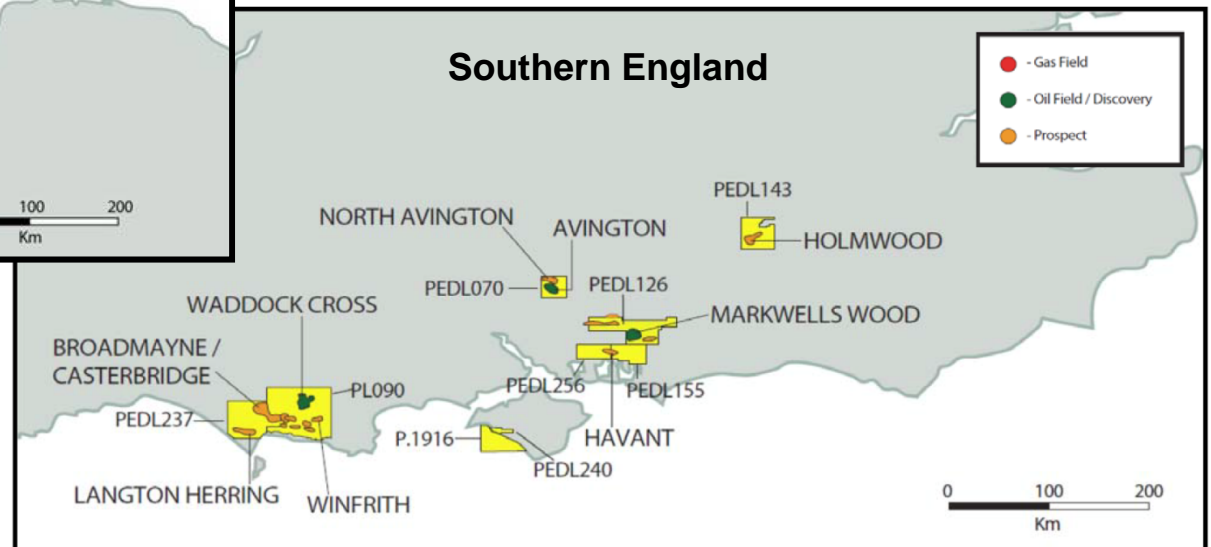 Southern England
- Gas Field
- Oil Field / Discovery
- Prospect
100 200
Km
PEDL143
NORTH AVINGTON
AVINGTON
HOLMWOOD
PEDL070
PEDL126
WADDOCK CROSS
MARKWELLS WOOD
BROADMAYNE /
CASTERBRIDGE
PEDL256
PEDL155
PL090
PEDL237
P.1916
HAVANT
PEDL240
LANGTON HERRING
WINFRITH
0 100 200
Km